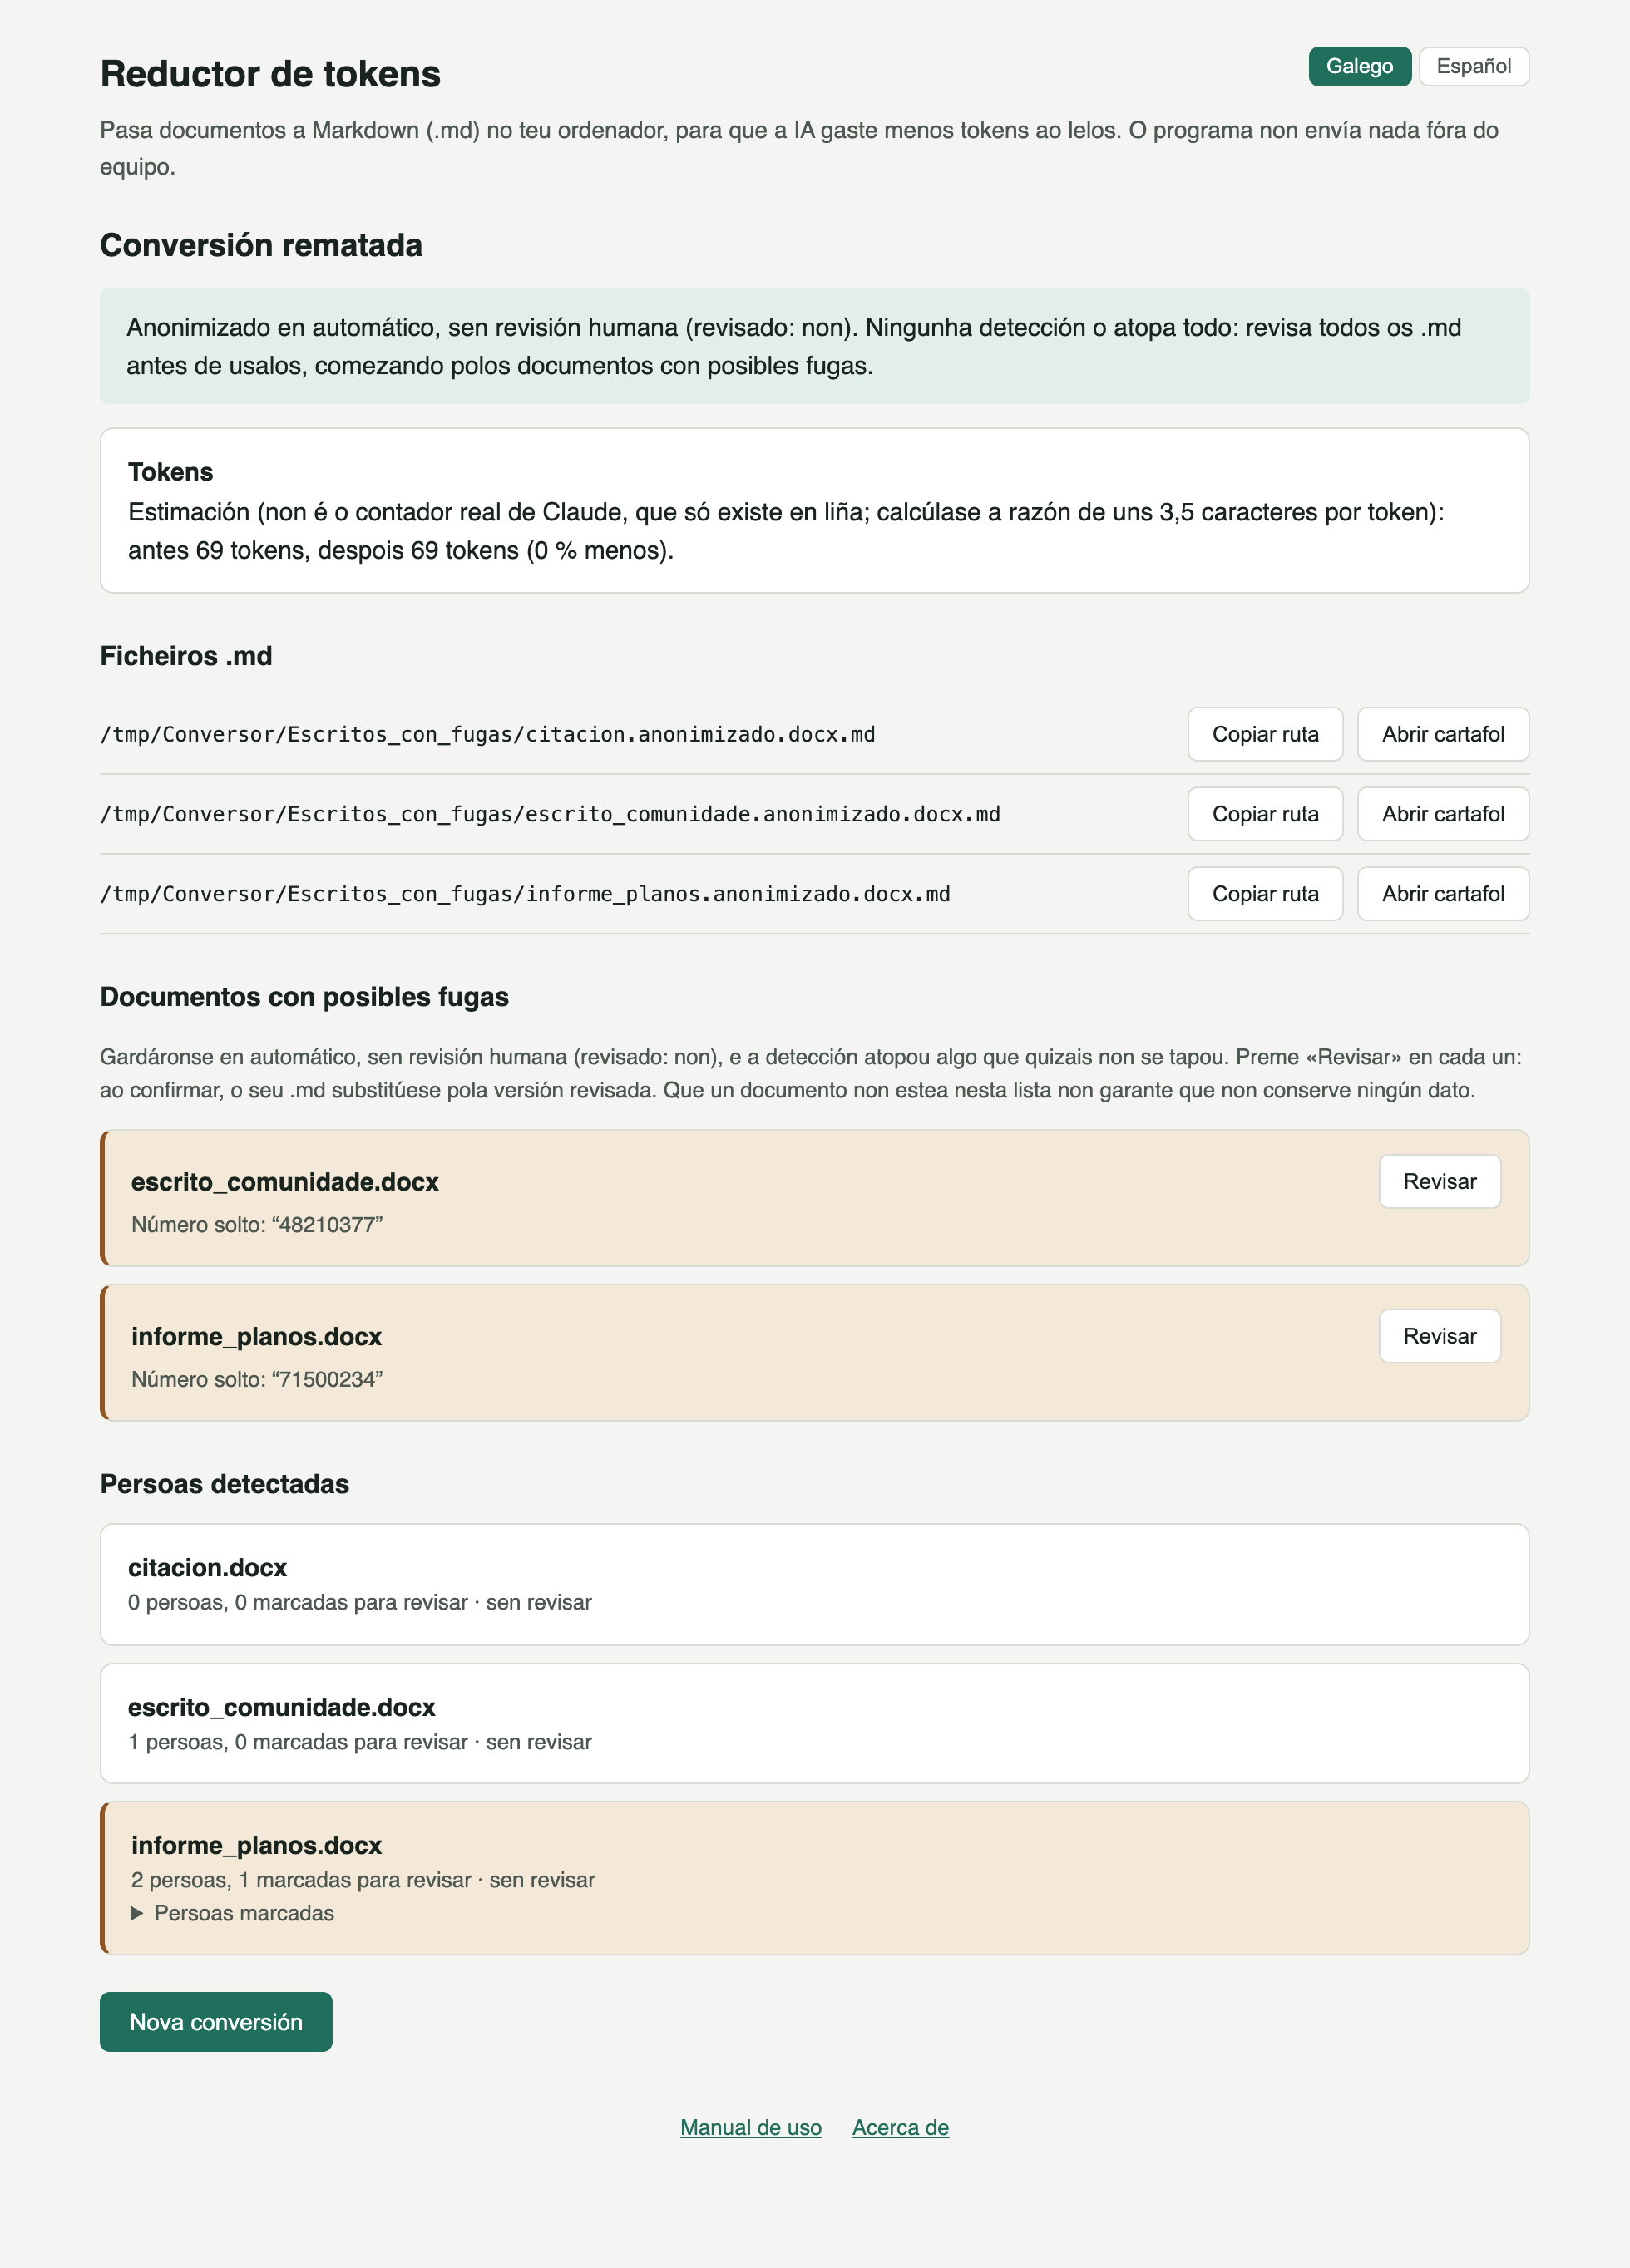 Reductor de tokens
Galego
Español
Pasa documentos a Markdown (.md) no teu ordenador, para que a IA gaste menos tokens ao lelos. O programa non envía nada fóra do
equipo.
Conversión rematada
Anonimizado en automático, sen revisión humana (revisado: non). Ningunha detección o atopa todo: revisa todos os .md
antes de usalos, comezando polos documentos con posibles fugas.
Tokens
Estimación (non é o contador real de Claude, que só existe en liña; calcúlase a razón de uns 3,5 caracteres por token):
antes 69 tokens, despois 69 tokens (0 % menos).
Ficheiros .md
/tmp/Conversor/Escritos_con_fugas/citacion.anonimizado.docx.md
Copiar ruta
Abrir cartafol
/tmp/Conversor/Escritos_con_fugas/escrito_comunidade.anonimizado.docx.md
Copiar ruta
Abrir cartafol
/tmp/Conversor/Escritos_con_fugas/informe_planos.anonimizado.docx.md
Copiar ruta
Abrir cartafol
Documentos con posibles fugas
Gardáronse en automático, sen revisión humana (revisado: non), e a detección atopou algo que quizais non se tapou. Preme «Revisar» en cada un:
ao confirmar, o seu .md substitúese pola versión revisada. Que un documento non estea nesta lista non garante que non conserve ningún dato.
escrito_comunidade.docx
Revisar
Número solto: “48210377”
informe_planos.docx
Revisar
Número solto: “71500234”
Persoas detectadas
citacion.docx
0 persoas, 0 marcadas para revisar · sen revisar
escrito_comunidade.docx
1 persoas, 0 marcadas para revisar · sen revisar
informe_planos.docx
2 persoas, 1 marcadas para revisar · sen revisar
▶ Persoas marcadas
Nova conversión
Manual de uso
Acerca de